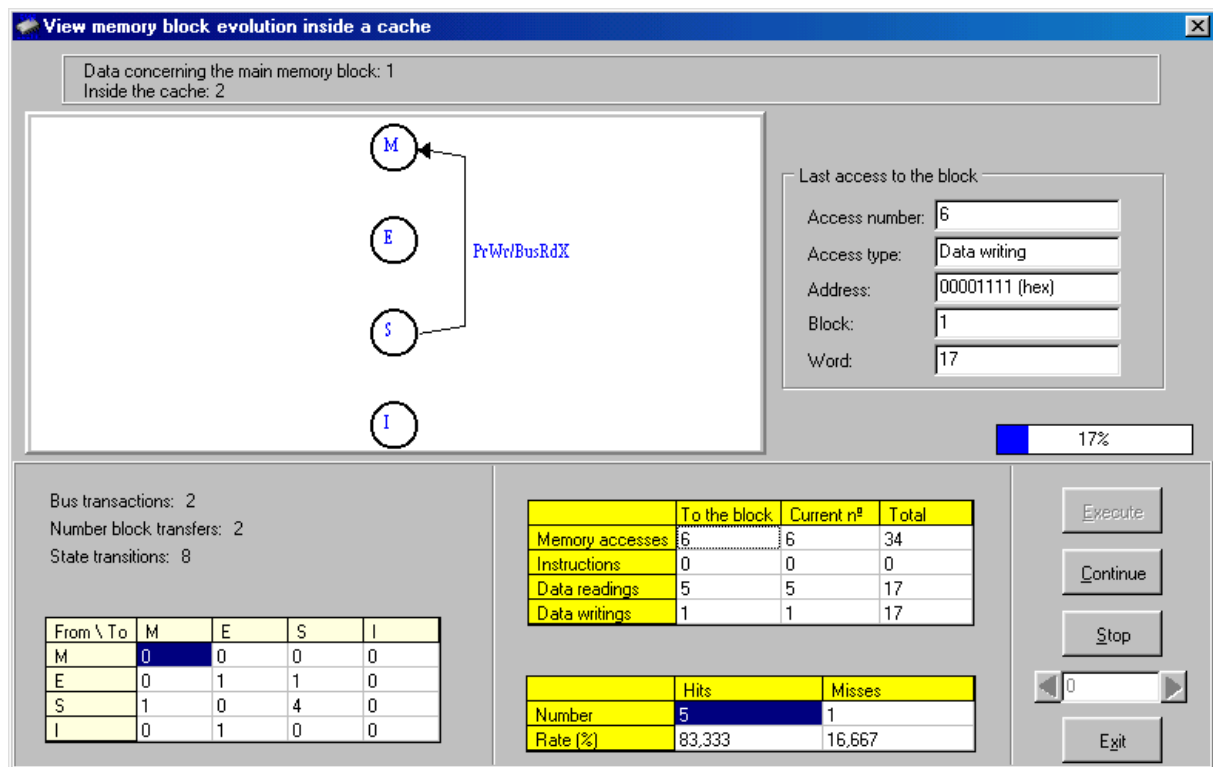 View memory block evolution inside a cache
Data concerning the main memory block: 1
Inside the cache: 2
M
E
PrWr/BusRdX
S
I
Last access to the block
Access number: 6
Access type: Data writing
Address: 00001111 (hex)
Block: 1
Word: 17
17%
Bus transactions: 2
Number block transfers: 2
State transitions: 8
From \ To M E S I
M 0 0 0 0
E 0 1 1 0
S 1 0 4 0
I 0 1 0 0
To the block Current nº Total
Memory accesses 6 6 34
Instructions 0 0 0
Data readings 5 5 17
Data writings 1 1 17
Hits Misses
Number 5 1
Rate (%) 83,333 16,667
Execute
Continue
Stop
0
Exit